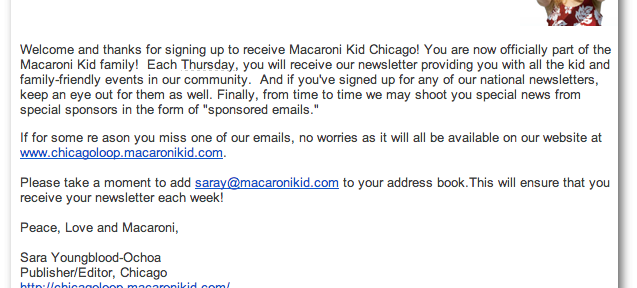 Welcome and thanks for signing up to receive Macaroni Kid Chicago! You are now officially part of the
Macaroni Kid family!  Each Thursday, you will receive our newsletter providing you with all the kid and
family-friendly events in our community.  And if you've signed up for any of our national newsletters,
keep an eye out for them as well. Finally, from time to time we may shoot you special news from
special sponsors in the form of "sponsored emails."
If for some re ason you miss one of our emails, no worries as it will all be available on our website at
www.chicagoloop.macaronikid.com.
Please take a moment to add saray@macaronikid.com to your address book.This will ensure that you
receive your newsletter each week!
Peace, Love and Macaroni,
Sara Youngblood-Ochoa
Publisher/Editor, Chicago
http://chicagoloop.macaronikid.com/